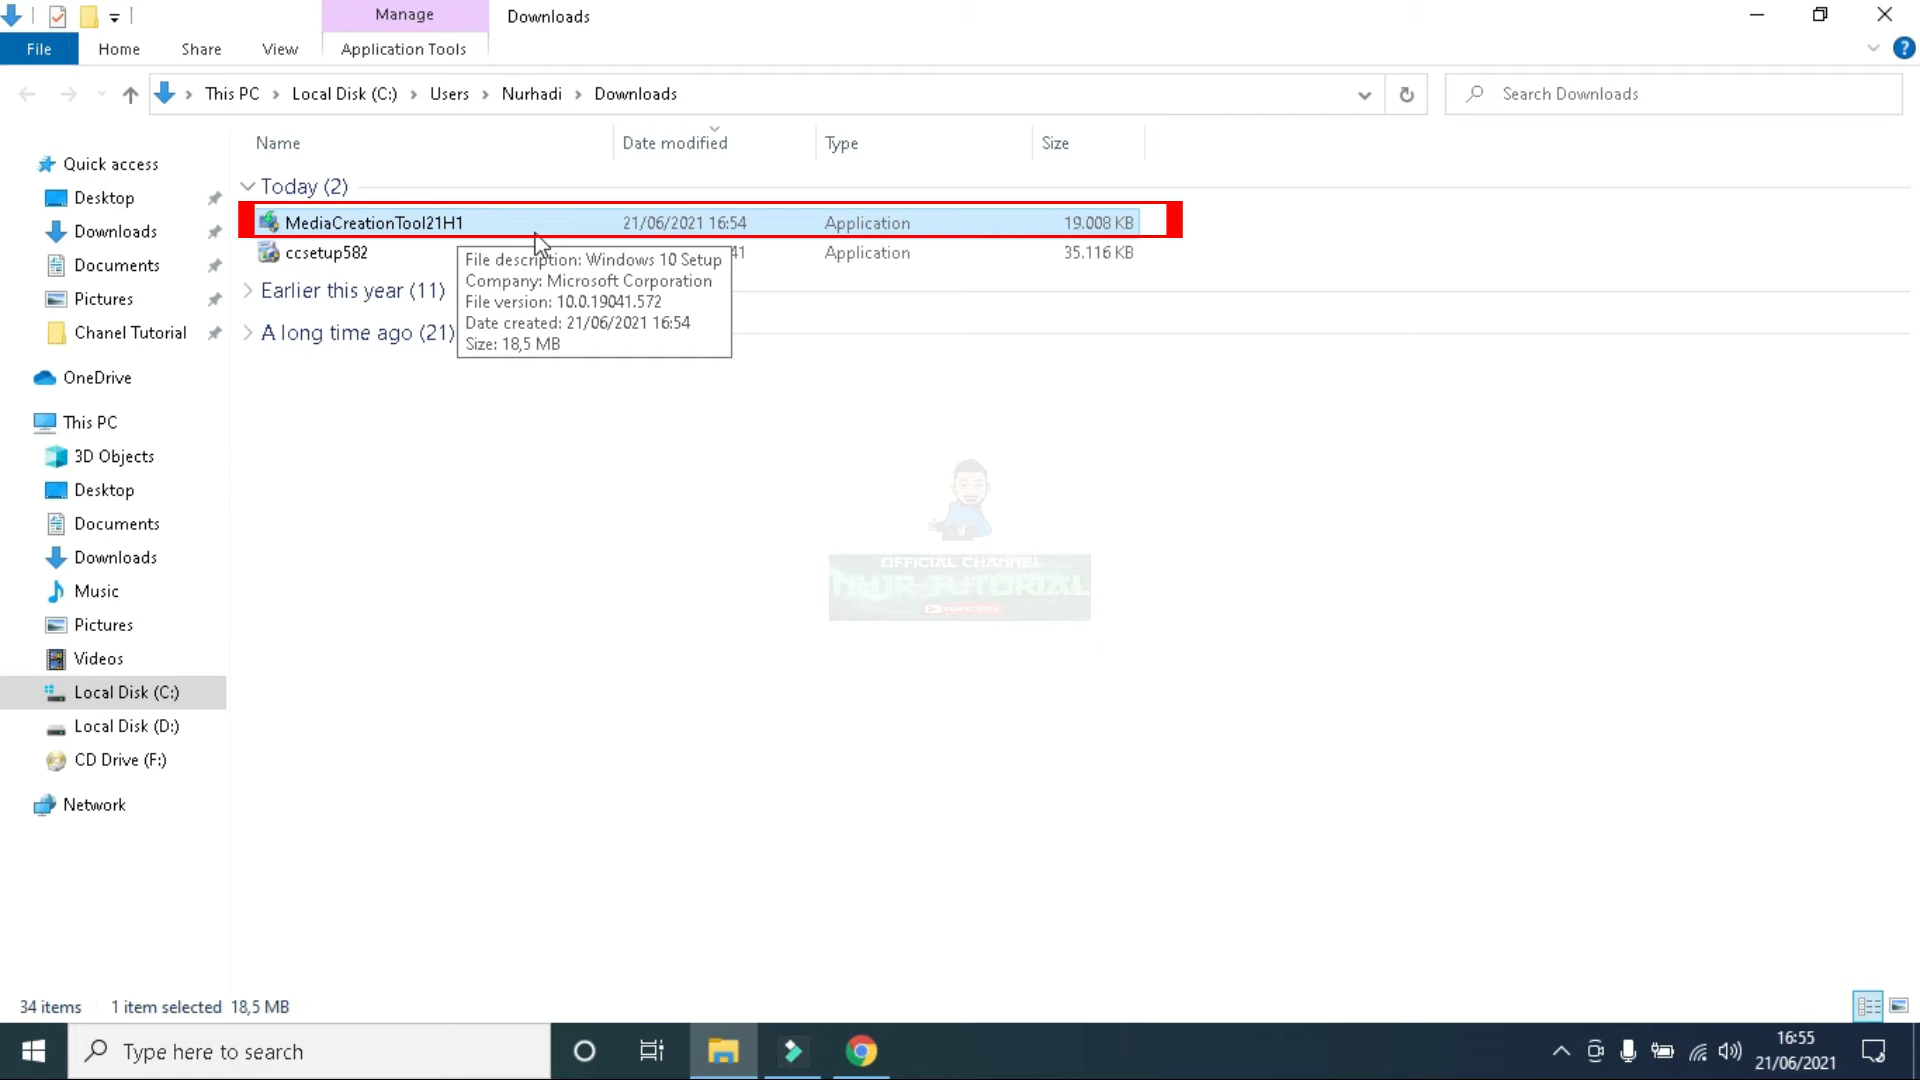 Manage
Downloads
File
Home
Share
View
Application Tools
This PC
Local Disk (C:)
Users
Nurhadi
Downloads
Search Downloads
Name
Date modified
Type
Size
Quick access
Desktop
Downloads
Documents
Pictures
Chanel Tutorial
OneDrive
This PC
3D Objects
Desktop
Documents
Downloads
Music
Pictures
Videos
Local Disk (C:)
Local Disk (D:)
CD Drive (F:)
Network
Today (2)
MediaCreationTool21H1 21/06/2021 16:54 Application 19.008 KB
ccsetup582 41 Application 35.116 KB
Earlier this year (11)
A long time ago (21)
File description: Windows 10 Setup
Company: Microsoft Corporation
File version: 10.0.19041.572
Date created: 21/06/2021 16:54
Size: 18,5 MB
OFFICIAL CHANNEL
TUTORIAL
SUBSCRIBE
34 items 1 item selected 18,5 MB
Type here to search
16:55
21/06/2021